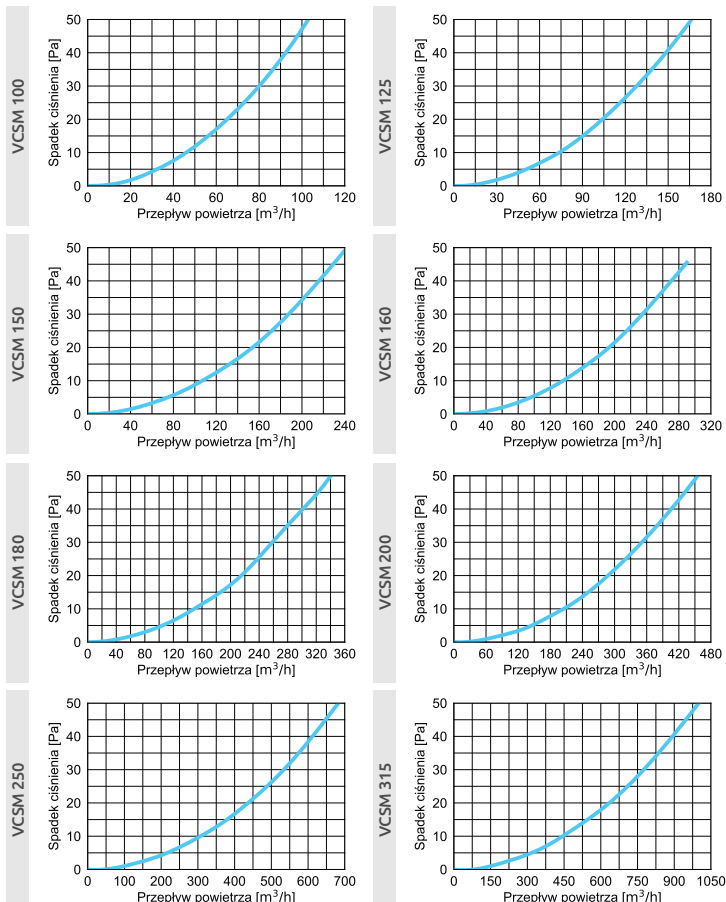 VCSM 100
Spadek ciśnienia [Pa]
50
40
30
20
10
0
0 20 40 60 80 100 120
Przepływ powietrza [m³/h]
VCSM 125
Spadek ciśnienia [Pa]
50
40
30
20
10
0
0 30 60 90 120 150 180
Przepływ powietrza [m³/h]
VCSM 150
Spadek ciśnienia [Pa]
50
40
30
20
10
0
0 40 80 120 160 200 240
Przepływ powietrza [m³/h]
VCSM 160
Spadek ciśnienia [Pa]
50
40
30
20
10
0
0 40 80 120 160 200 240 280 320
Przepływ powietrza [m³/h]
VCSM 180
Spadek ciśnienia [Pa]
50
40
30
20
10
0
0 40 80 120 160 200 240 280 320 360
Przepływ powietrza [m³/h]
VCSM 200
Spadek ciśnienia [Pa]
50
40
30
20
10
0
0 60 120 180 240 300 360 420 480
Przepływ powietrza [m³/h]
VCSM 250
Spadek ciśnienia [Pa]
50
40
30
20
10
0
0 100 200 300 400 500 600 700
Przepływ powietrza [m³/h]
VCSM 315
Spadek ciśnienia [Pa]
50
40
30
20
10
0
0 150 300 450 600 750 900 1050
Przepływ powietrza [m³/h]